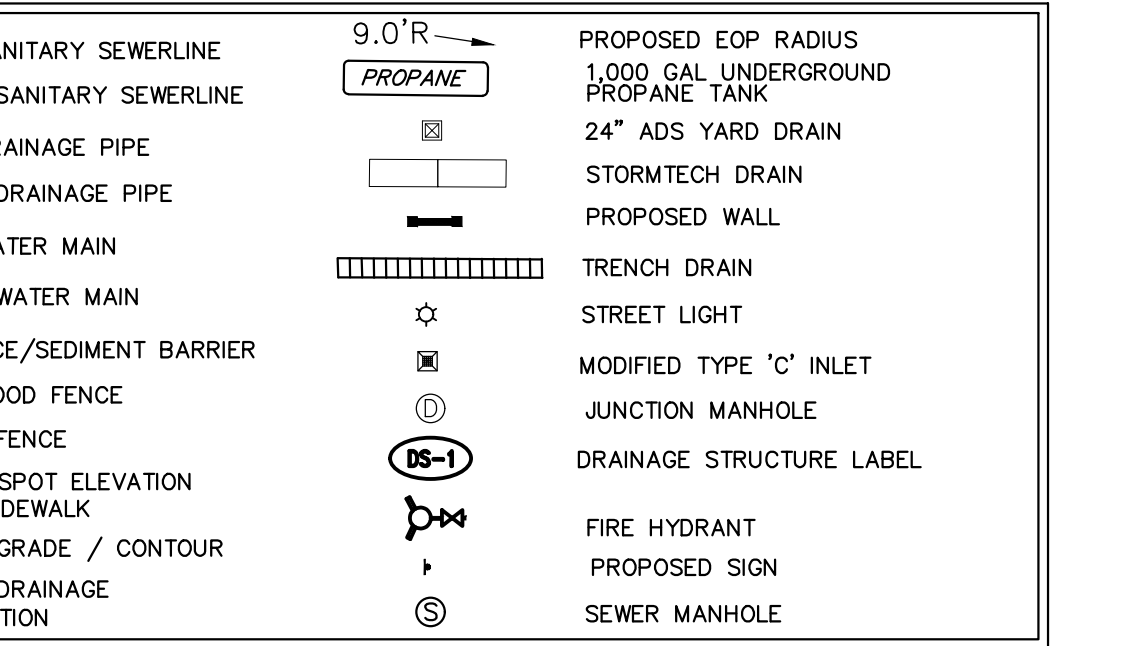 ANITARY SEWERLINE
SANITARY SEWERLINE
RAINAGE PIPE
DRAINAGE PIPE
ATER MAIN
WATER MAIN
CE/SEDIMENT BARRIER
OOD FENCE
FENCE
SPOT ELEVATION
DEWALK
GRADE / CONTOUR
DRAINAGE
TION
9.0'R
PROPOSED EOP RADIUS
PROPANE
1,000 GAL UNDERGROUND
PROPANE TANK
24" ADS YARD DRAIN
STORMTECH DRAIN
PROPOSED WALL
TRENCH DRAIN
STREET LIGHT
MODIFIED TYPE 'C' INLET
D
JUNCTION MANHOLE
DS-1
DRAINAGE STRUCTURE LABEL
FIRE HYDRANT
PROPOSED SIGN
S
SEWER MANHOLE